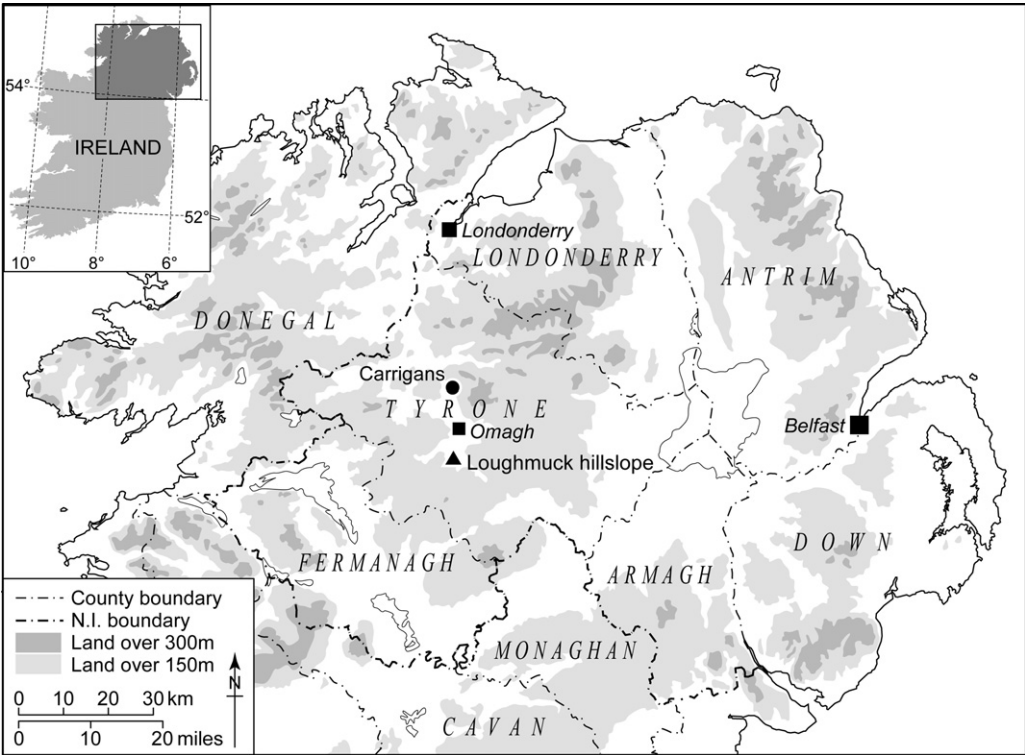 54°
IRELAND
52°
10° 8° 6°
Londonderry
LONDONDERRY
ANTRIM
DONEGAL
Carrigans
TYRONE
Omagh
Belfast
Loughmuck hillslope
DOWN
FERMANAGH
ARMAGH
MONAGHAN
CAVAN
County boundary
N.I. boundary
Land over 300m
Land over 150m
0 10 20 30 km
0 10 20 miles
N